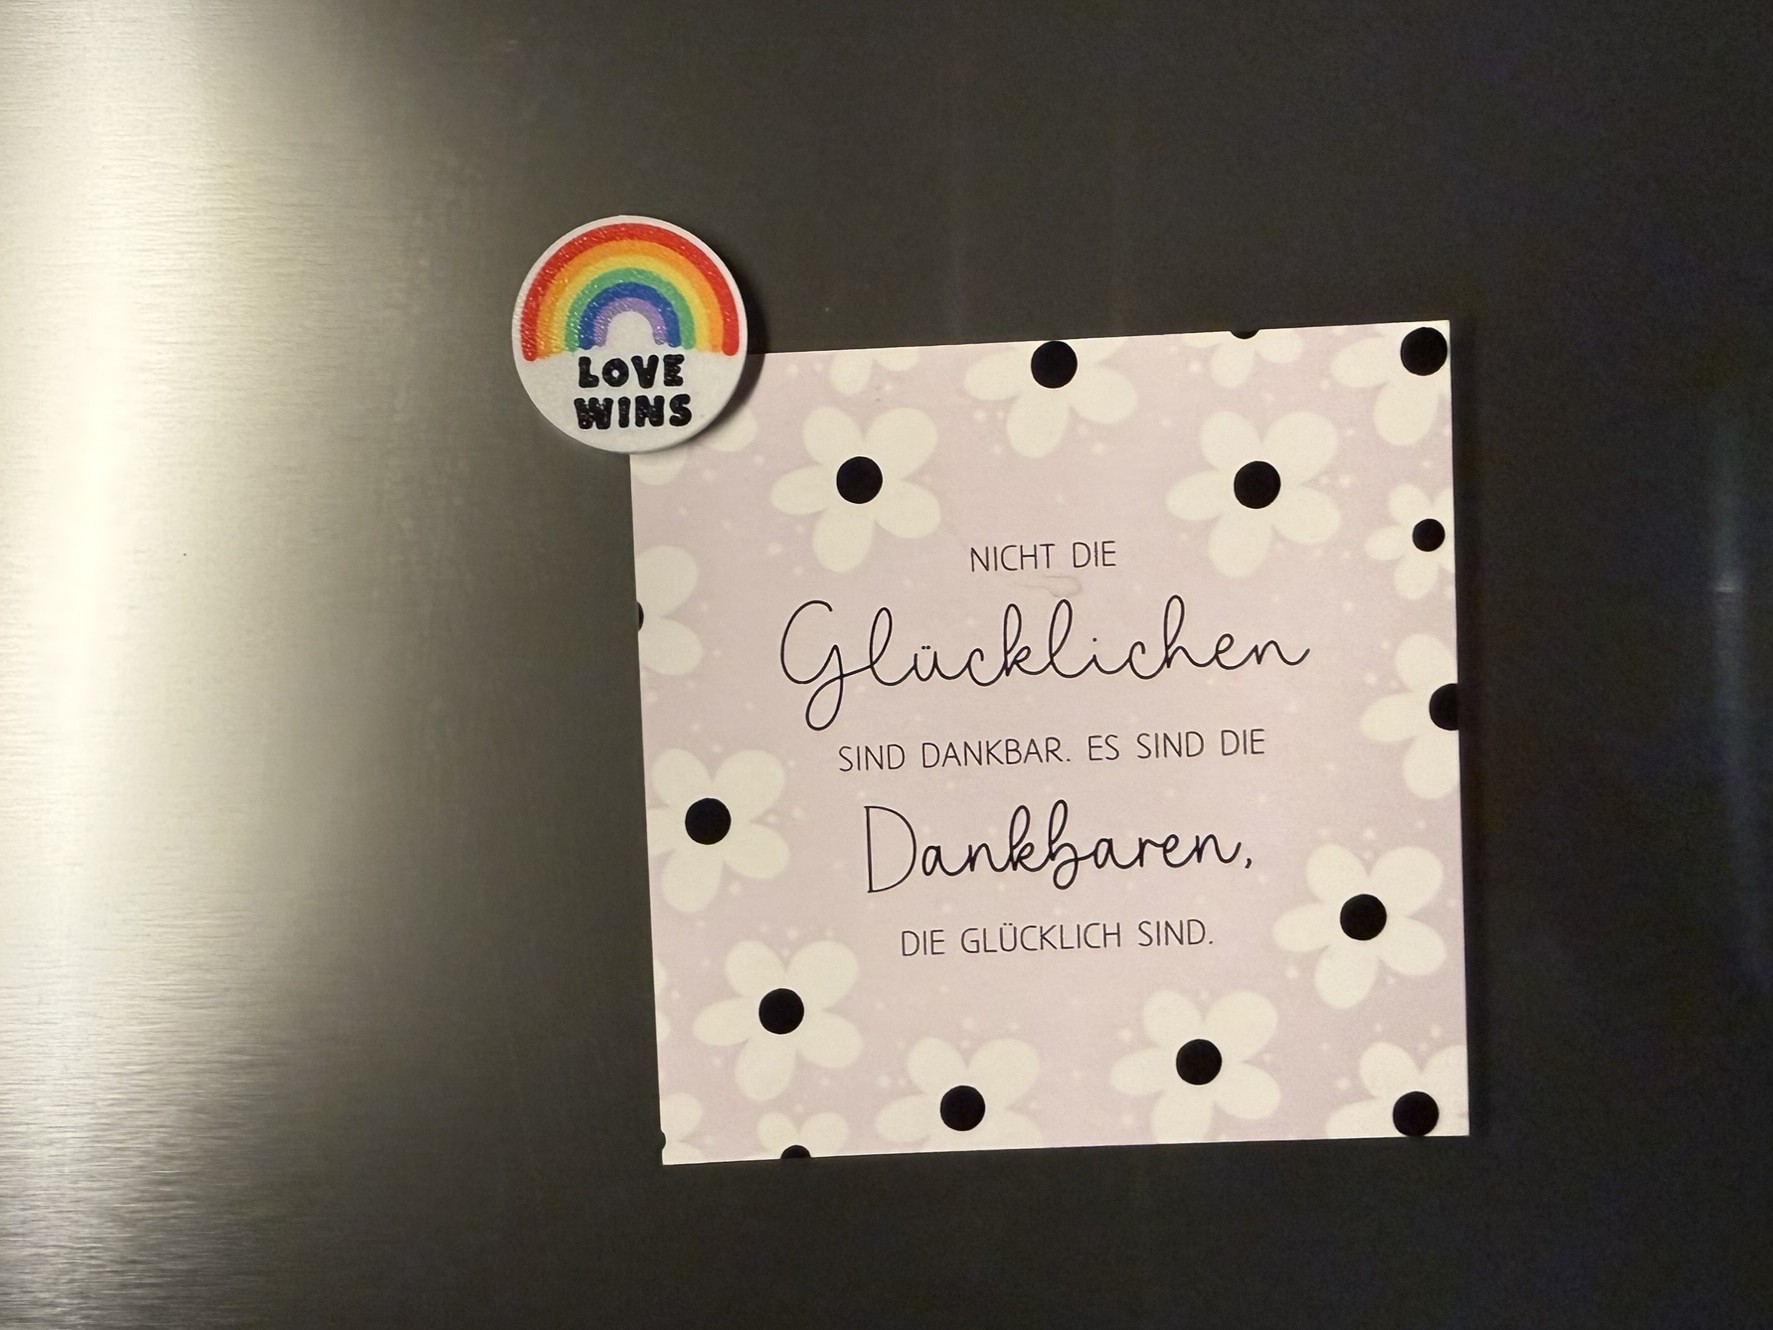 LOVE
WINS
NICHT DIE
Glücklichen
SIND DANKBAR. ES SIND DIE
Dankbaren,
DIE GLÜCKLICH SIND.